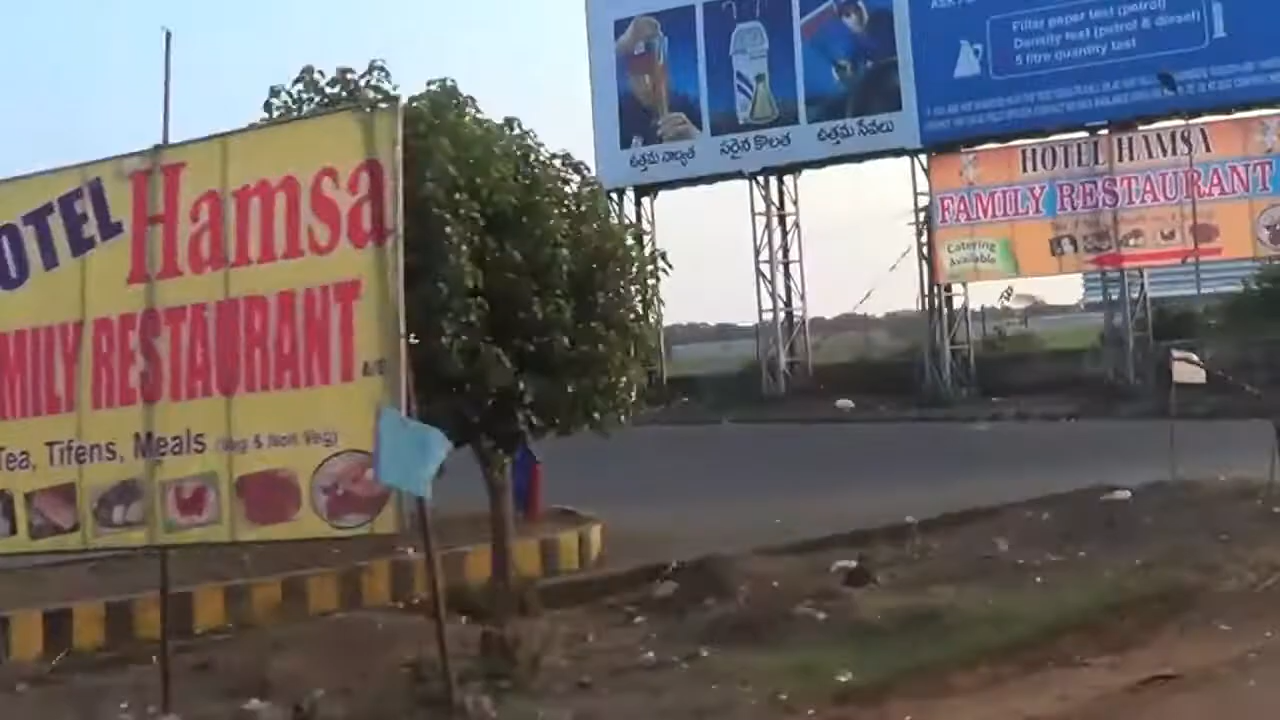 OTEL Hamsa
MILY RESTAURANT
Tea, Tifens, Meals (Veg & Non Veg)
ఉత్తమ నాణ్యత
సరైన కొలత
ఉత్తమ సేవలు
Filter paper test (petrol)
Density test (petrol & diesel)
5 litre quantity test
HOTEL HAMSA
FAMILY RESTAURANT
Catering
Available